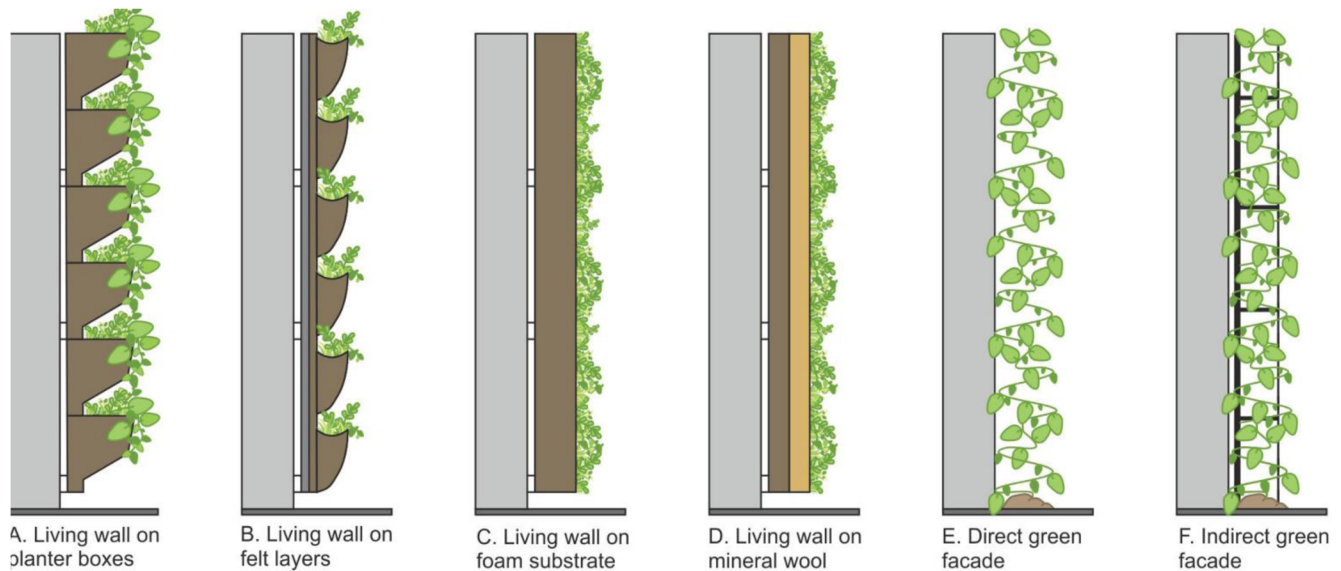 A. Living wall on
planter boxes
B. Living wall on
felt layers
C. Living wall on
foam substrate
D. Living wall on
mineral wool
E. Direct green
facade
F. Indirect green
facade